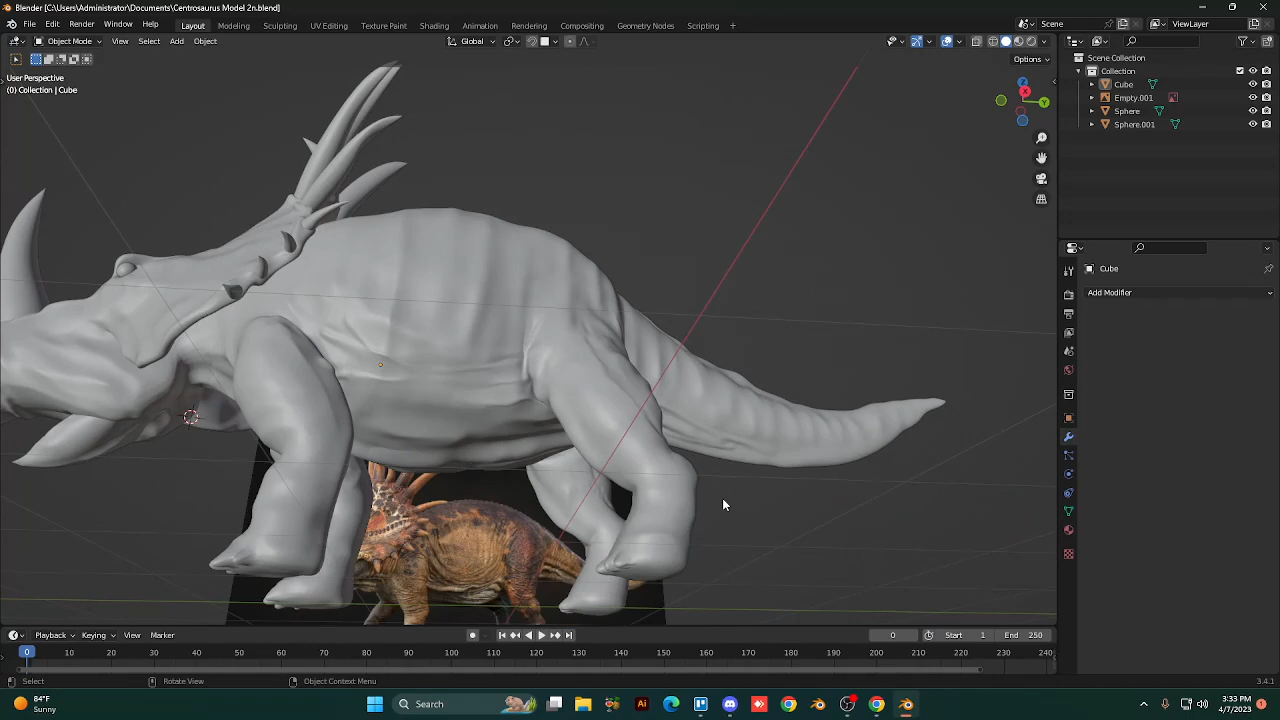 Blender [C:\Users\Administrator\Documents\Centrosaurus Model 2n.blend]
File Edit Render Window Help Layout Modeling Sculpting UV Editing Texture Paint Shading Animation Rendering Compositing Geometry Nodes Scripting + Scene ViewLayer
Object Mode View Select Add Object Global
Options
User Perspective
(0) Collection | Cube
Z
X
Y
Scene Collection
Collection
Cube
Empty.001
Sphere
Sphere.001
Cube
Add Modifier
Playback Keying View Marker 0 Start 1 End 250
0 10 20 30 40 50 60 70 80 90 100 110 120 130 140 150 160 170 180 190 200 210 220 230 240
Select Rotate View Object Context Menu 3.4.1
84°F
Sunny
Search
Ai
3:33 PM
4/7/2023
1